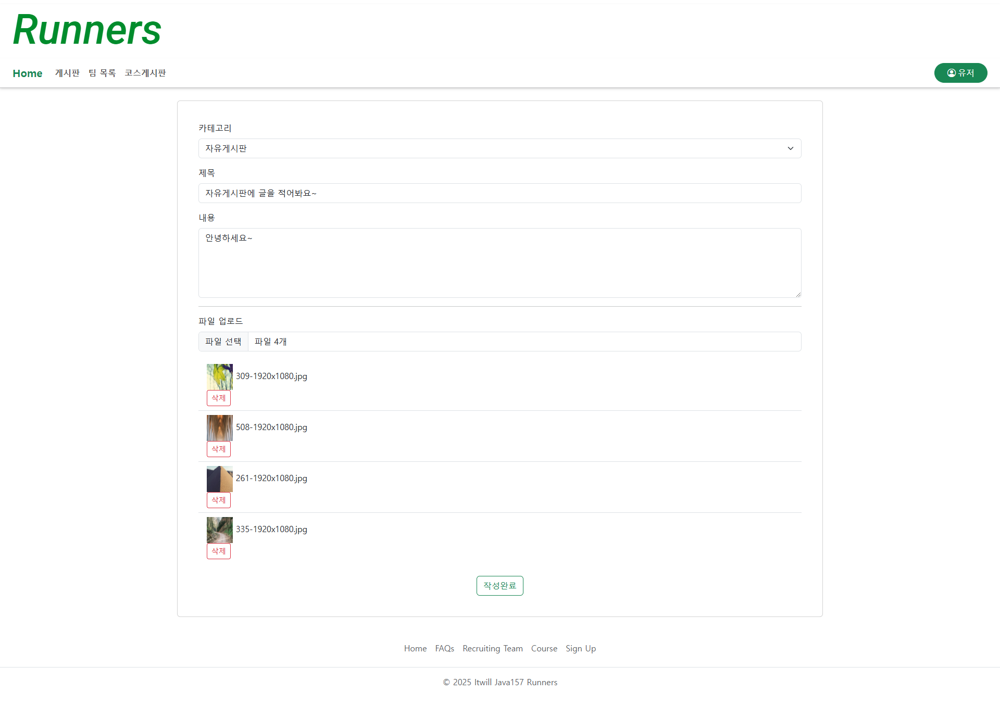 Runners
Home 게시판 팀 목록 코스게시판 유저
카테고리
자유게시판
제목
자유게시판에 글을 적어봐요~
내용
안녕하세요~
파일 업로드
파일 선택 파일 4개
309-1920x1080.jpg
삭제
508-1920x1080.jpg
삭제
261-1920x1080.jpg
삭제
335-1920x1080.jpg
삭제
작성완료
Home FAQs Recruiting Team Course Sign Up
© 2025 Itwill Java157 Runners